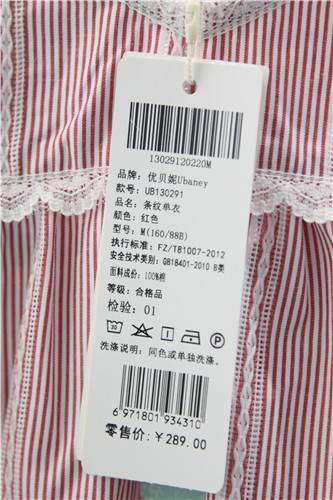 13029120220M
品牌: 优贝妮Ubaney
款号: UB130291
品名: 条纹单衣
颜色: 红色
型号: M(160/88B)
执行标准: FZ/T81007-2012
安全技术类别: GB18401-2010 B类
面料成份: 100%棉
等级: 合格品
检验: 01
洗涤说明: 同色或单独洗涤.
6 971801 934310
零售价: ¥289.00